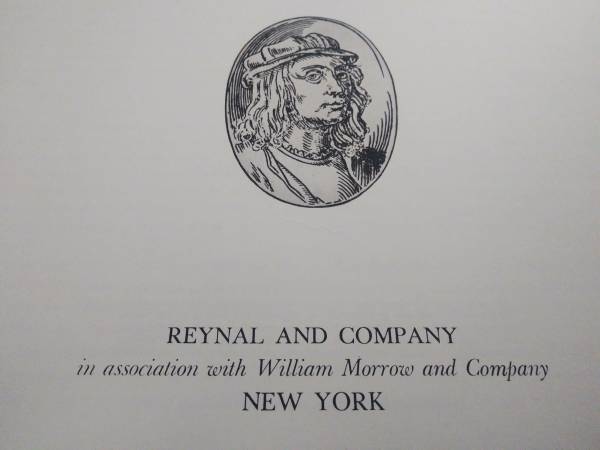 REYNAL AND COMPANY
in association with William Morrow and Company
NEW YORK